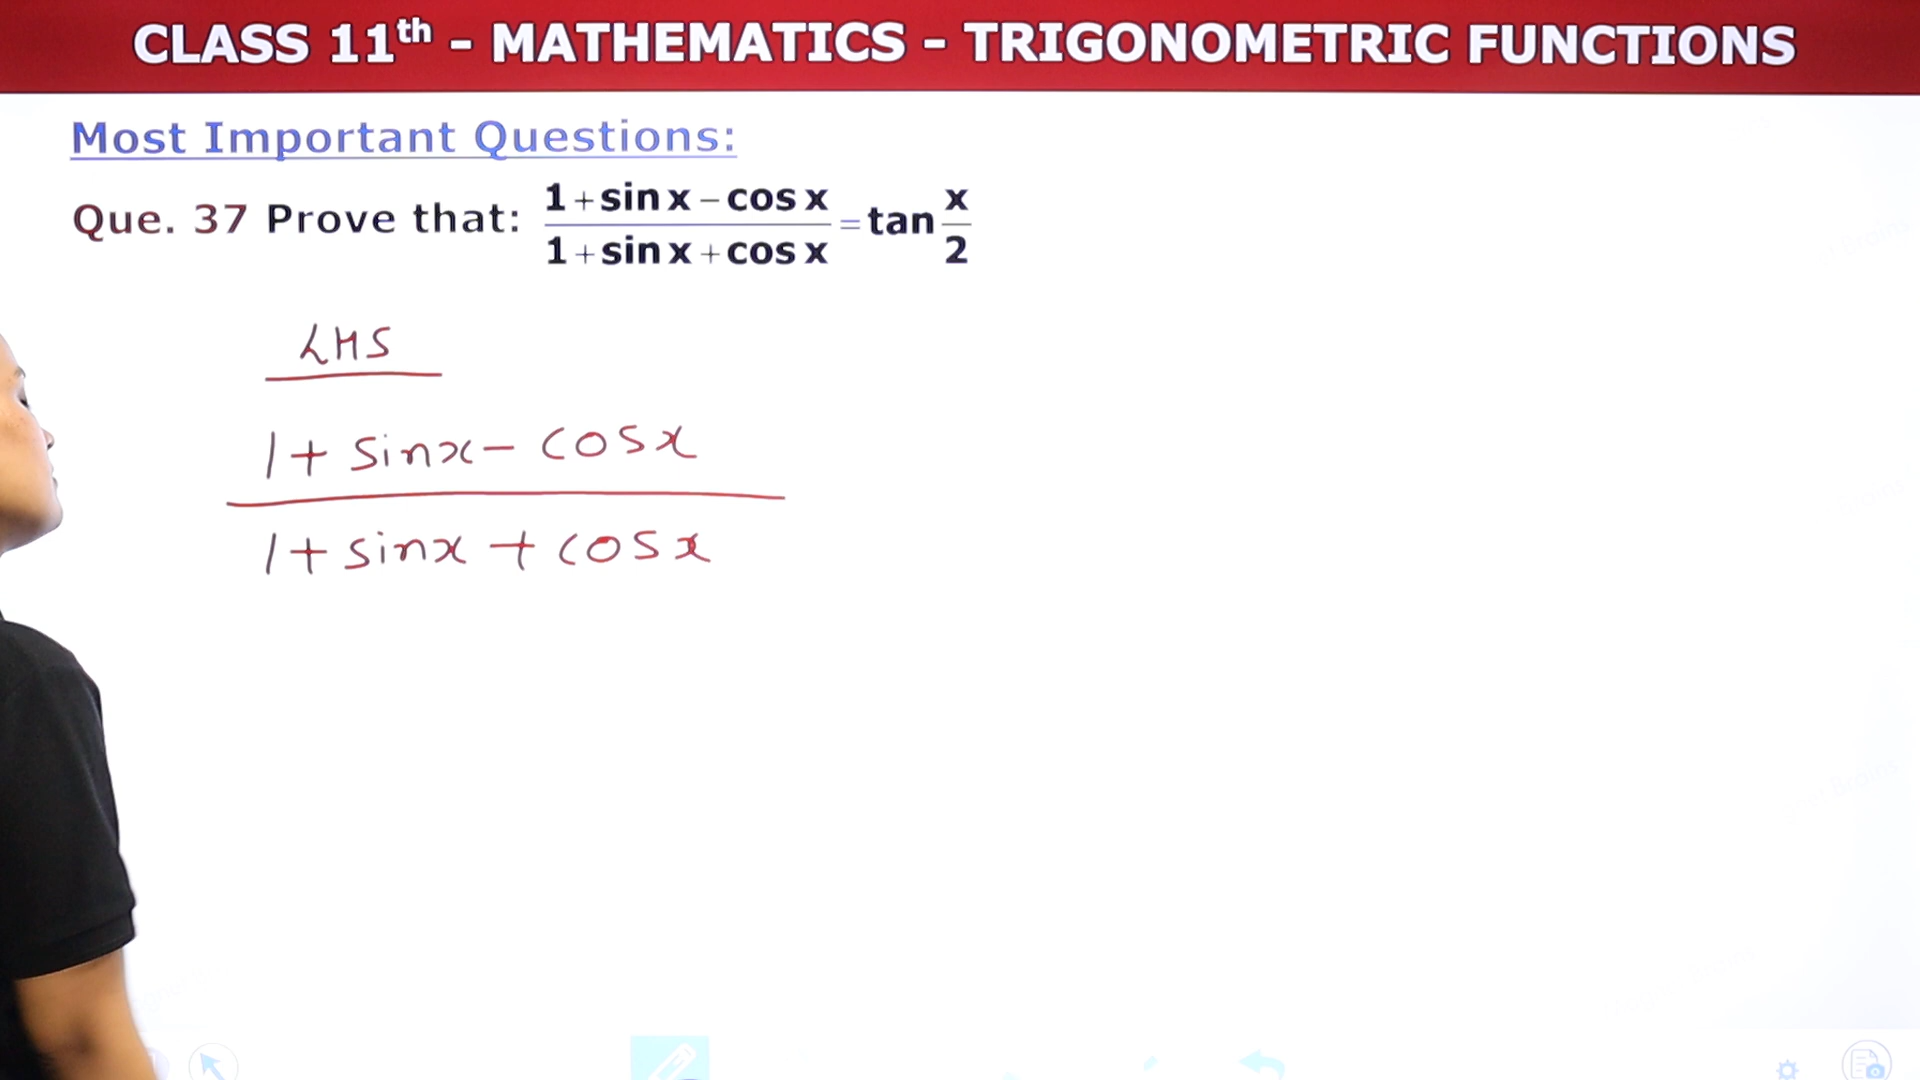 CLASS 11th - MATHEMATICS - TRIGONOMETRIC FUNCTIONS
Most Important Questions:
Que. 37 Prove that: (1 + sin x − cos x)/(1 + sin x + cos x) = tan x/2
LHS
1 + sinx − cosx
1 + sinx + cosx